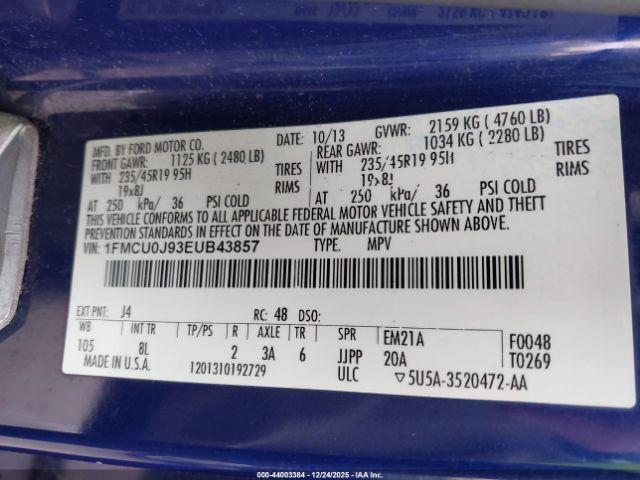 MFD. BY FORD MOTOR CO. DATE: 10/13 GVWR: 2159 KG ( 4760 LB)
FRONT GAWR: 1125 KG ( 2480 LB) REAR GAWR: 1034 KG ( 2280 LB)
WITH 235/45R19 95H TIRES WITH 235/45R19 95H TIRES
19x8J RIMS 19x8J RIMS
AT 250 kPa/ 36 PSI COLD AT 250 kPa/ 36 PSI COLD
THIS VEHICLE CONFORMS TO ALL APPLICABLE FEDERAL MOTOR VEHICLE SAFETY AND THEFT
PREVENTION STANDARDS IN EFFECT ON THE DATE OF MANUFACTURE SHOWN ABOVE.
VIN: 1FMCU0J93EUB43857 TYPE: MPV
EXT PNT: J4 RC: 48 DSO:
WB INT TR TP/PS R AXLE TR SPR EM21A F0048
105 8L 2 3A 6 JJPP 20A T0269
MADE IN U.S.A. 1201310192729 ULC ▽5U5A-3520472-AA
000-44003384 - 12/24/2025 - IAAI.COM